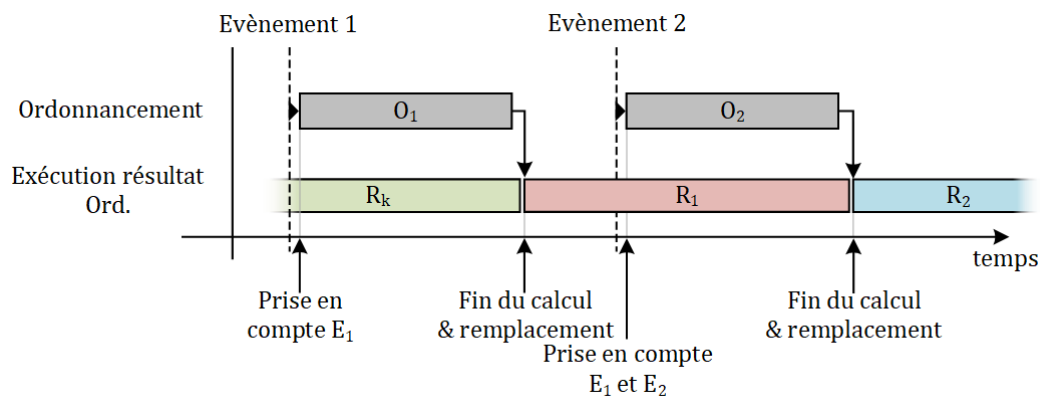 Evènement 1
Evènement 2
Ordonnancement
O₁
O₂
Exécution résultat
Ord.
Rₖ
R₁
R₂
temps
Prise en
compte E₁
Fin du calcul
& remplacement
Prise en compte
E₁ et E₂
Fin du calcul
& remplacement